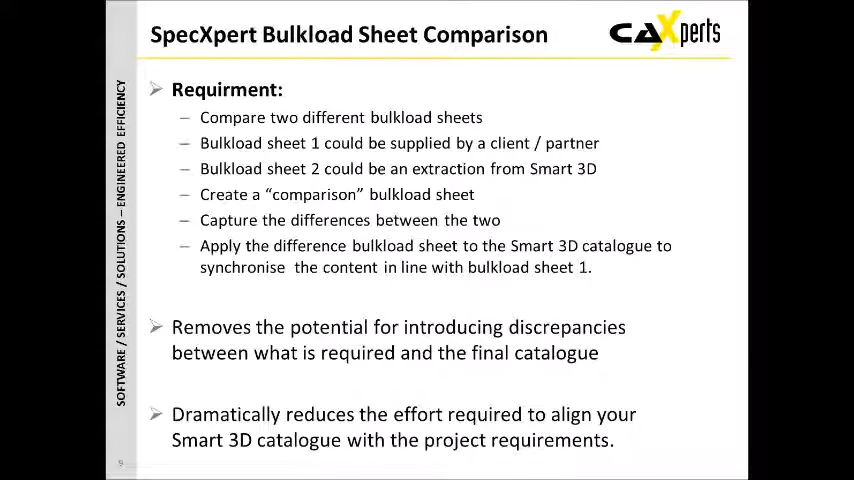 SpecXpert Bulkload Sheet Comparison
CAXperts
SOFTWARE / SERVICES / SOLUTIONS – ENGINEERED EFFICIENCY
Requirment:
– Compare two different bulkload sheets
– Bulkload sheet 1 could be supplied by a client / partner
– Bulkload sheet 2 could be an extraction from Smart 3D
– Create a “comparison” bulkload sheet
– Capture the differences between the two
– Apply the difference bulkload sheet to the Smart 3D catalogue to
synchronise the content in line with bulkload sheet 1.
Removes the potential for introducing discrepancies
between what is required and the final catalogue
Dramatically reduces the effort required to align your
Smart 3D catalogue with the project requirements.
9